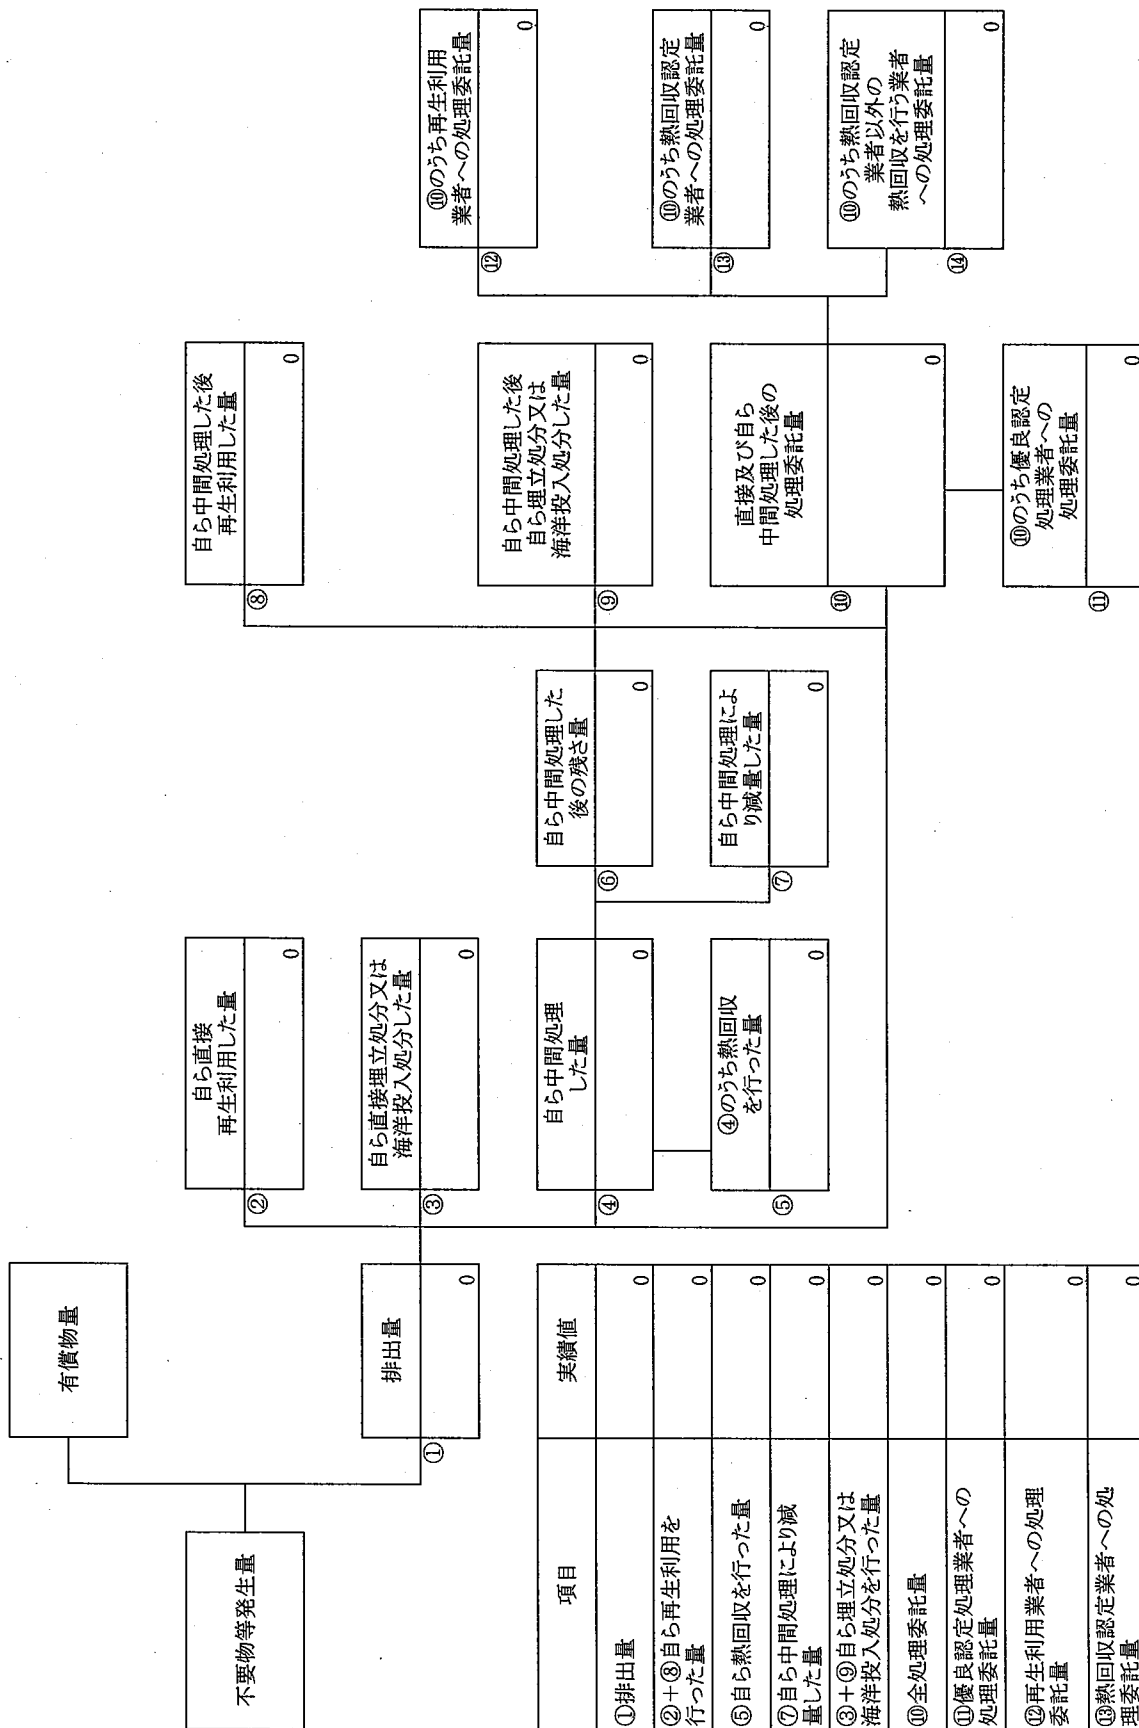 有償物量
不要物等発生量
排出量
①
0
自ら直接
再生利用した量
②
0
自ら直接埋立処分又は
海洋投入処分した量
③
0
自ら中間処理
した量
④
0
④のうち熱回収
を行った量
⑤
0
自ら中間処理した
後の残さ量
⑥
0
自ら中間処理によ
り減量した量
⑦
0
自ら中間処理した後
再生利用した量
⑧
0
自ら中間処理した後
自ら埋立処分又は
海洋投入処分した量
⑨
0
直接及び自ら
中間処理した後の
処理委託量
⑩
0
⑩のうち優良認定
処理業者への
処理委託量
⑪
0
⑩のうち再生利用
業者への処理委託量
⑫
0
⑩のうち熱回収認定
業者への処理委託量
⑬
0
⑩のうち熱回収認定
業者以外の
熱回収を行う業者
への処理委託量
⑭
0
項目 実績値
①排出量 0
②+⑧自ら再生利用を
行った量 0
⑤自ら熱回収を行った量 0
⑦自ら中間処理により減
量した量 0
③+⑨自ら埋立処分又は
海洋投入処分を行った量 0
⑩全処理委託量 0
⑪優良認定処理業者への
処理委託量 0
⑫再生利用業者への処理
委託量 0
⑬熱回収認定業者への処
理委託量 0